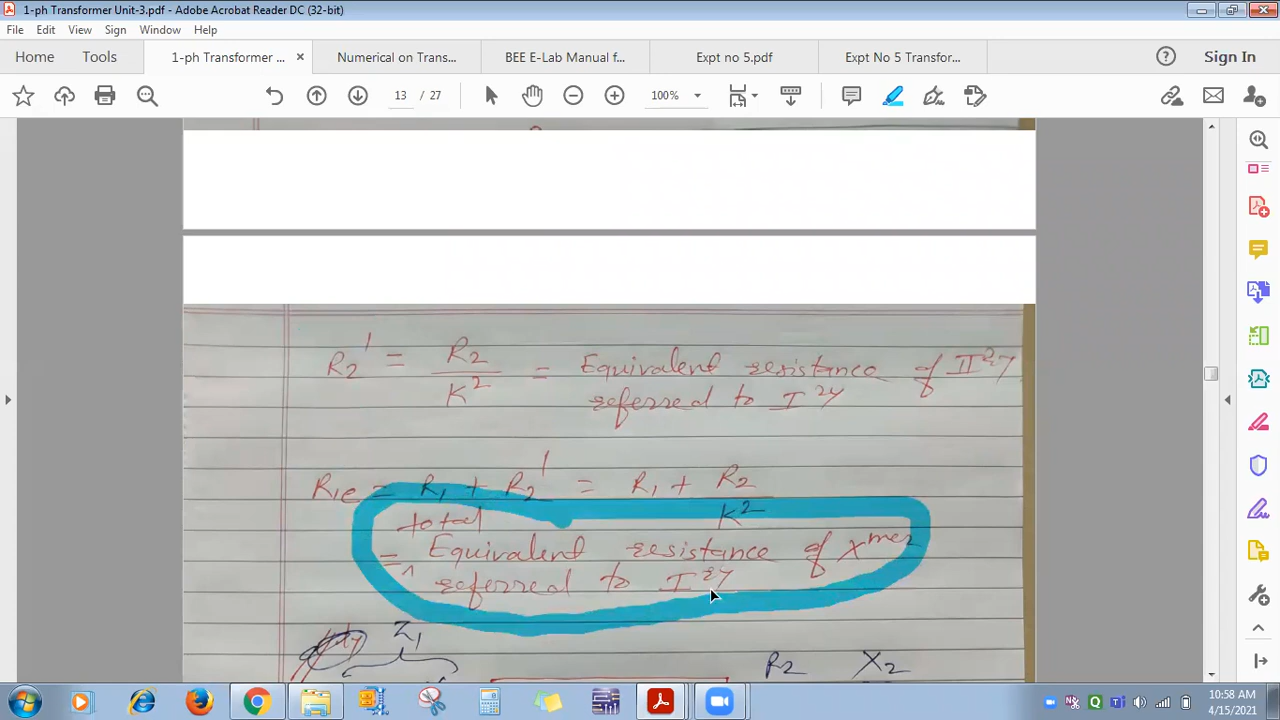 1-ph Transformer Unit-3.pdf - Adobe Acrobat Reader DC (32-bit)
File Edit View Sign Window Help
Home Tools 1-ph Transformer ... × Numerical on Trans... BEE E-Lab Manual f... Expt no 5.pdf Expt No 5 Transfor... Sign In
13 / 27 100%
R2' = R2 / K² = Equivalent resistance of II ry
referred to I ry
R1e = R1 + R2' = R1 + R2 / K²
total
= ^ Equivalent resistance of Xmer
referred to I ry
Z1
R2 X2
10:58 AM
4/15/2021